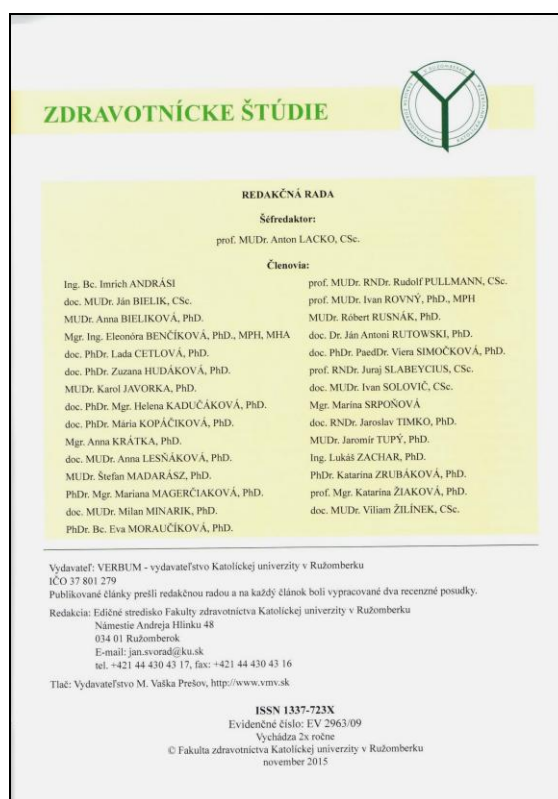 ZDRAVOTNÍCKE ŠTÚDIE
REDAKČNÁ RADA
Šéfredaktor:
prof. MUDr. Anton LACKO, CSc.
Členovia:
Ing. Bc. Imrich ANDRÁSI
doc. MUDr. Ján BIELIK, CSc.
MUDr. Anna BIELIKOVÁ, PhD.
Mgr. Ing. Eleonóra BENČÍKOVÁ, PhD., MPH, MHA
doc. PhDr. Lada CETLOVÁ, PhD.
doc. PhDr. Zuzana HUDÁKOVÁ, PhD.
MUDr. Karol JAVORKA, PhD.
doc. PhDr. Mgr. Helena KADUČÁKOVÁ, PhD.
doc. PhDr. Mária KOPÁČIKOVÁ, PhD.
Mgr. Anna KRÁTKA, PhD.
doc. MUDr. Anna LESŇÁKOVÁ, PhD.
MUDr. Štefan MADARÁSZ, PhD.
PhDr. Mgr. Mariana MAGERČIAKOVÁ, PhD.
doc. MUDr. Milan MINARIK, PhD.
PhDr. Bc. Eva MORAUČÍKOVÁ, PhD.
prof. MUDr. RNDr. Rudolf PULLMANN, CSc.
prof. MUDr. Ivan ROVNÝ, PhD., MPH
MUDr. Róbert RUSNÁK, PhD.
doc. Dr. Ján Antoni RUTOWSKI, PhD.
doc. PhDr. PaedDr. Viera SIMOČKOVÁ, PhD.
prof. RNDr. Juraj SLABEYCIUS, CSc.
doc. MUDr. Ivan SOLOVIČ, CSc.
Mgr. Marina SRPOŇOVÁ
doc. RNDr. Jaroslav TIMKO, PhD.
MUDr. Jaromír TUPÝ, PhD.
Ing. Lukáš ZACHAR, PhD.
PhDr. Katarína ZRUBÁKOVÁ, PhD.
prof. Mgr. Katarína ŽIAKOVÁ, PhD.
doc. MUDr. Viliam ŽILÍNEK, CSc.
Vydavateľ: VERBUM - vydavateľstvo Katolíckej univerzity v Ružomberku
IČO 37 801 279
Publikované články prešli redakčnou radou a na každý článok boli vypracované dva recenzné posudky.
Redakcia: Edičné stredisko Fakulty zdravotníctva Katolíckej univerzity v Ružomberku
Námestie Andreja Hlinku 48
034 01 Ružomberok
E-mail: jan.svorad@ku.sk
tel. +421 44 430 43 17, fax: +421 44 430 43 16
Tlač: Vydavateľstvo M. Vaška Prešov, http://www.vmv.sk
ISSN 1337-723X
Evidenčné číslo: EV 2963/09
Vychádza 2x ročne
© Fakulta zdravotníctva Katolíckej univerzity v Ružomberku
november 2015